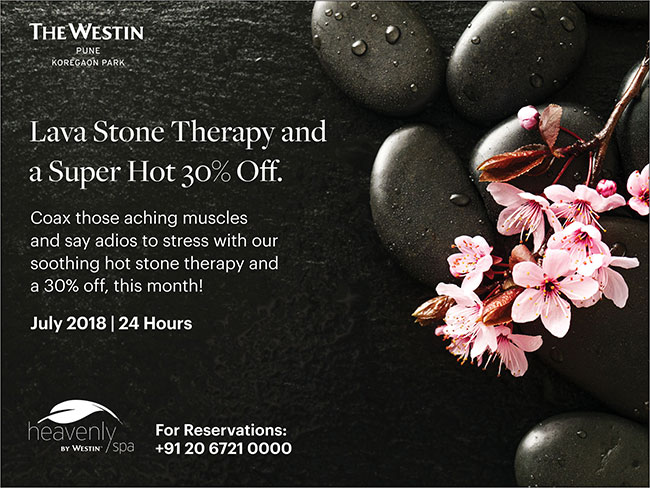 THE WESTIN
PUNE
KOREGAON PARK
Lava Stone Therapy and
a Super Hot 30% Off.
Coax those aching muscles
and say adios to stress with our
soothing hot stone therapy and
a 30% off, this month!
July 2018 | 24 Hours
heavenly spa
BY WESTIN™
For Reservations:
+91 20 6721 0000